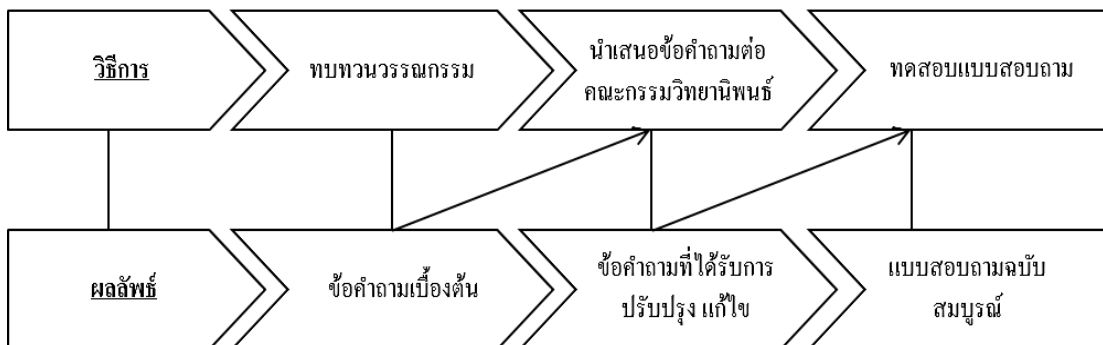 วิธีการ
ทบทวนวรรณกรรม
นำเสนอข้อคำถามต่อ
คณะกรรมวิทยานิพนธ์
ทดสอบแบบสอบถาม
ผลลัพธ์
ข้อคำถามเบื้องต้น
ข้อคำถามที่ได้รับการ
ปรับปรุง แก้ไข
แบบสอบถามฉบับ
สมบูรณ์